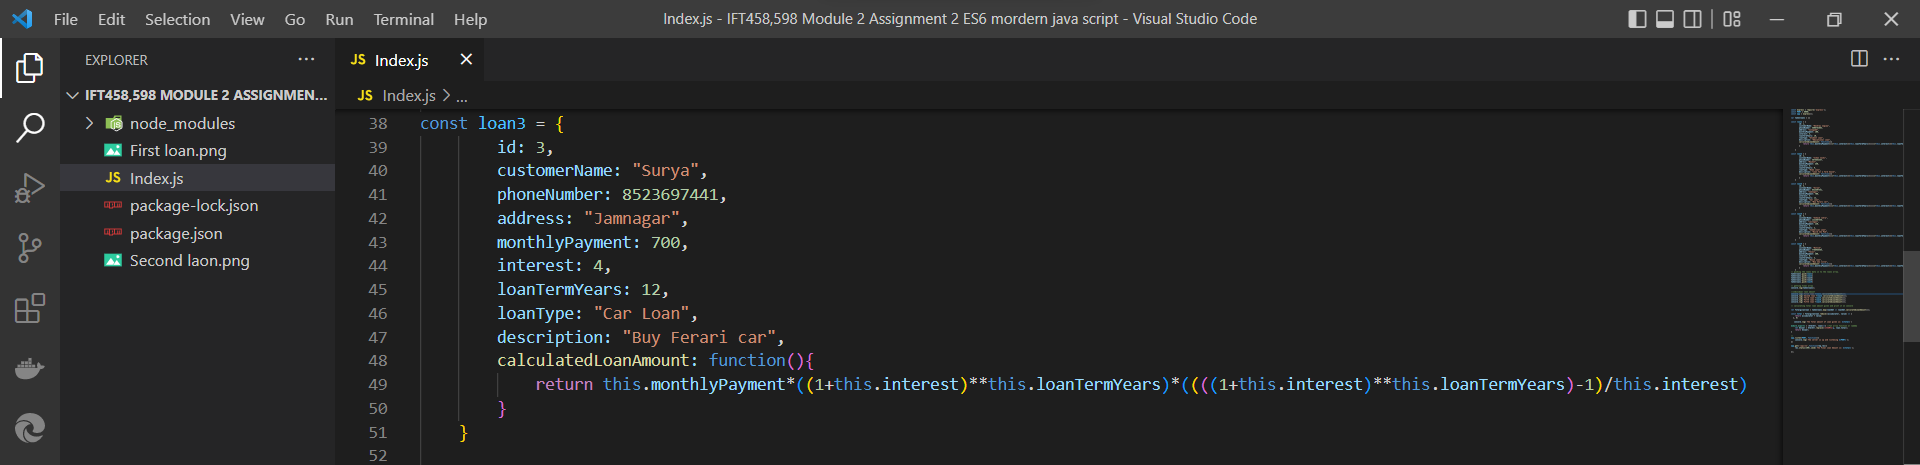 File Edit Selection View Go Run Terminal Help
Index.js - IFT458,598 Module 2 Assignment 2 ES6 mordern java script - Visual Studio Code
EXPLORER
IFT458,598 MODULE 2 ASSIGNMEN...
node_modules
First loan.png
JS Index.js
package-lock.json
package.json
Second laon.png
JS Index.js
JS Index.js > ...
38 const loan3 = {
39 id: 3,
40 customerName: "Surya",
41 phoneNumber: 8523697441,
42 address: "Jamnagar",
43 monthlyPayment: 700,
44 interest: 4,
45 loanTermYears: 12,
46 loanType: "Car Loan",
47 description: "Buy Ferari car",
48 calculatedLoanAmount: function(){
49 return this.monthlyPayment*((1+this.interest)**this.loanTermYears)*((((1+this.interest)**this.loanTermYears)-1)/this.interest)
50 }
51 }
52